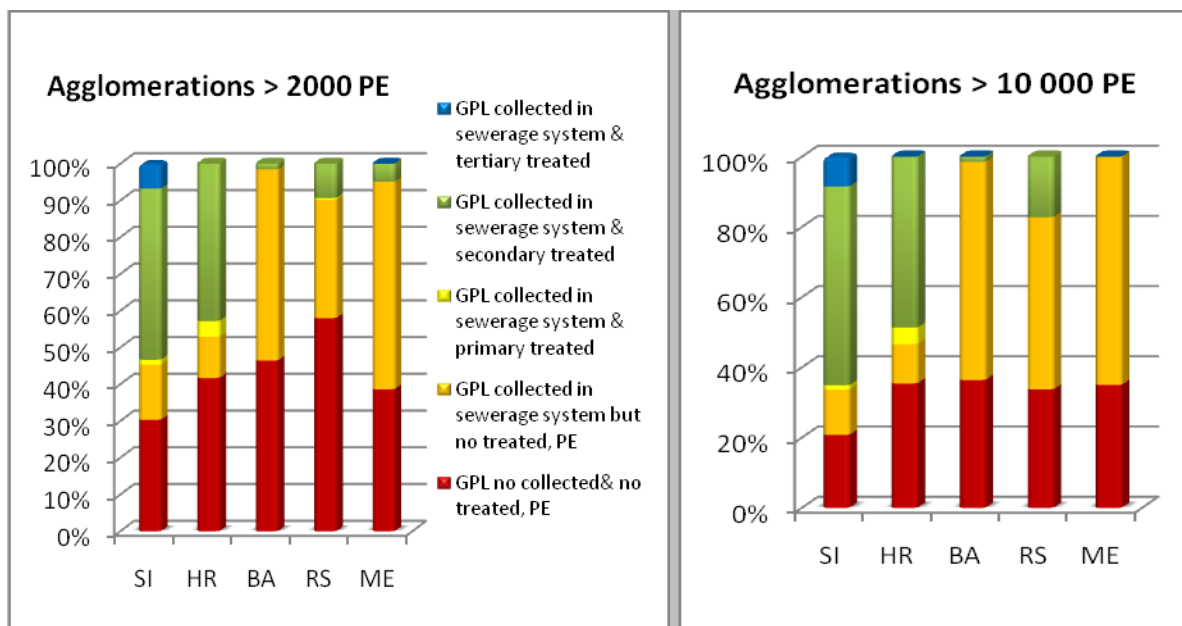 Agglomerations > 2000 PE
100%
90%
80%
70%
60%
50%
40%
30%
20%
10%
0%
SI HR BA RS ME
GPL collected in
sewerage system &
tertiary treated
GPL collected in
sewerage system &
secondary treated
GPL collected in
sewerage system &
primary treated
GPL collected in
sewerage system but
no treated, PE
GPL no collected& no
treated, PE
Agglomerations > 10 000 PE
100%
80%
60%
40%
20%
0%
SI HR BA RS ME